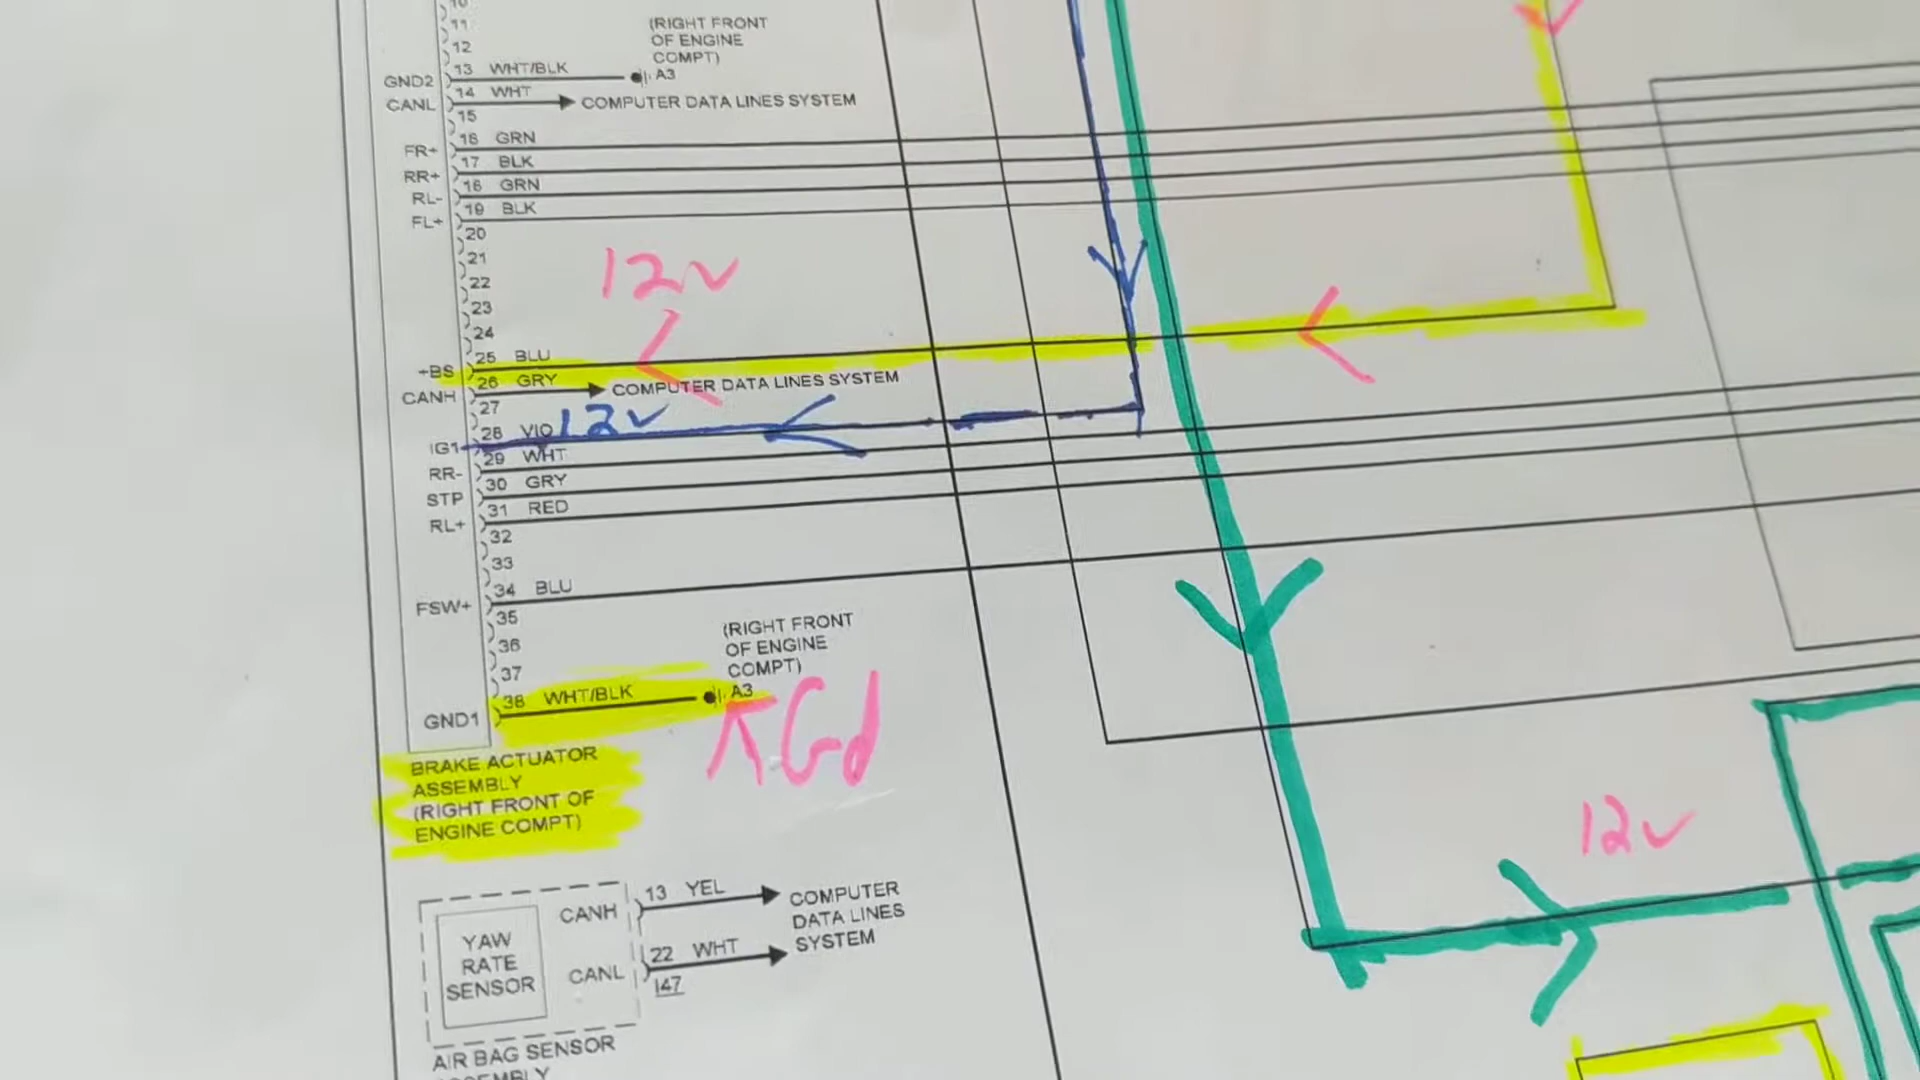 10
11
12
(RIGHT FRONT
OF ENGINE
COMPT)
GND2 13 WHT/BLK A3
CANL 14 WHT COMPUTER DATA LINES SYSTEM
15
FR+ 16 GRN
RR+ 17 BLK
RL- 18 GRN
FL+ 19 BLK
20
21
22
23
12v
24
+BS 25 BLU
CANH 26 GRY COMPUTER DATA LINES SYSTEM
27
IG1 28 VIO 12v
RR- 29 WHT
STP 30 GRY
RL+ 31 RED
32
33
FSW+ 34 BLU
35
36
37
(RIGHT FRONT
OF ENGINE
COMPT)
GND1 38 WHT/BLK A3
Gd
BRAKE ACTUATOR
ASSEMBLY
(RIGHT FRONT OF
ENGINE COMPT)
12v
YAW
RATE
SENSOR
CANH 13 YEL
CANL 22 WHT
I47
COMPUTER
DATA LINES
SYSTEM
AIR BAG SENSOR
ASSEMBLY